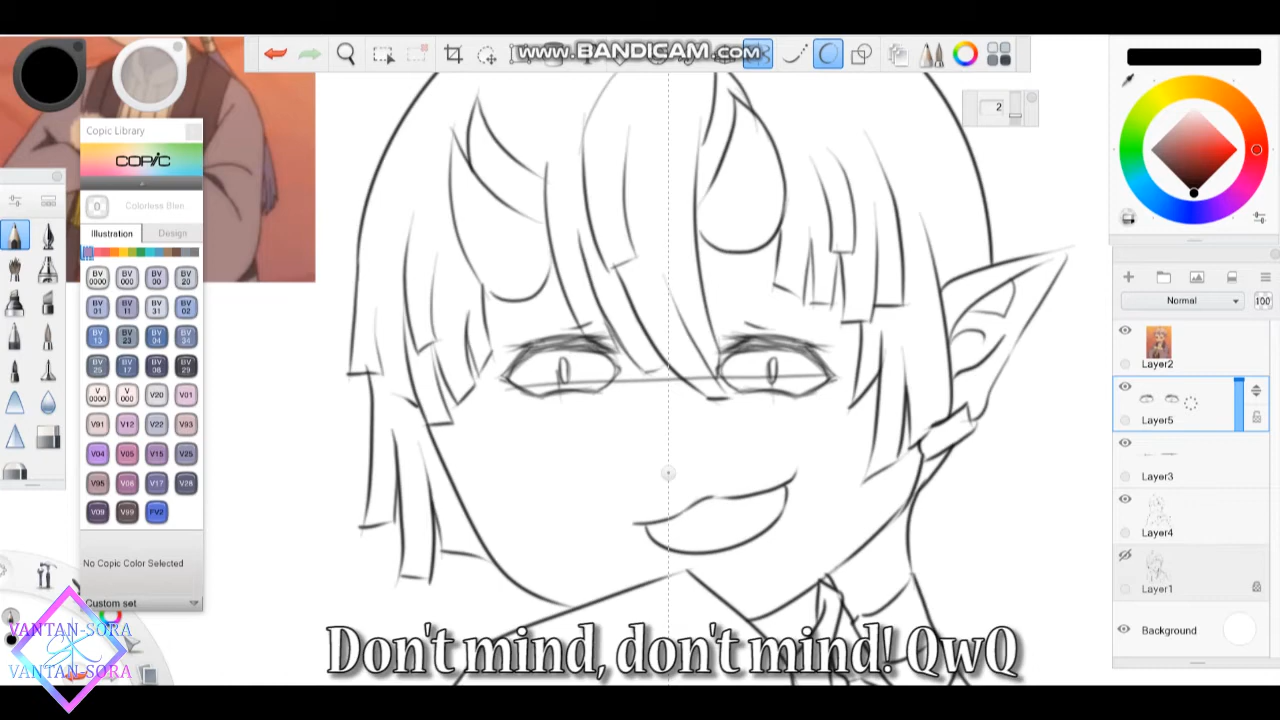 www.BANDICAM.com
Copic Library
COPIC
0 Colorless Blen
Illustration Design
BV 0000 BV 000 BV 00 BV 20
BV 01 BV 11 BV 31 BV 02
BV 13 BV 23 BV 04 BV 34
BV 25 BV 17 BV 08 BV 29
V 0000 V 000 V20 V01
V91 V12 V22 V93
V04 V05 V15 V25
V95 V06 V17 V28
V09 V99 FV2
No Copic Color Selected
Custom set
2
Normal 100
Layer2
Layer5
Layer3
Layer4
Layer1
Background
VANTAN-SORA
VANTAN-SORA
Don't mind, don't mind! QwQ